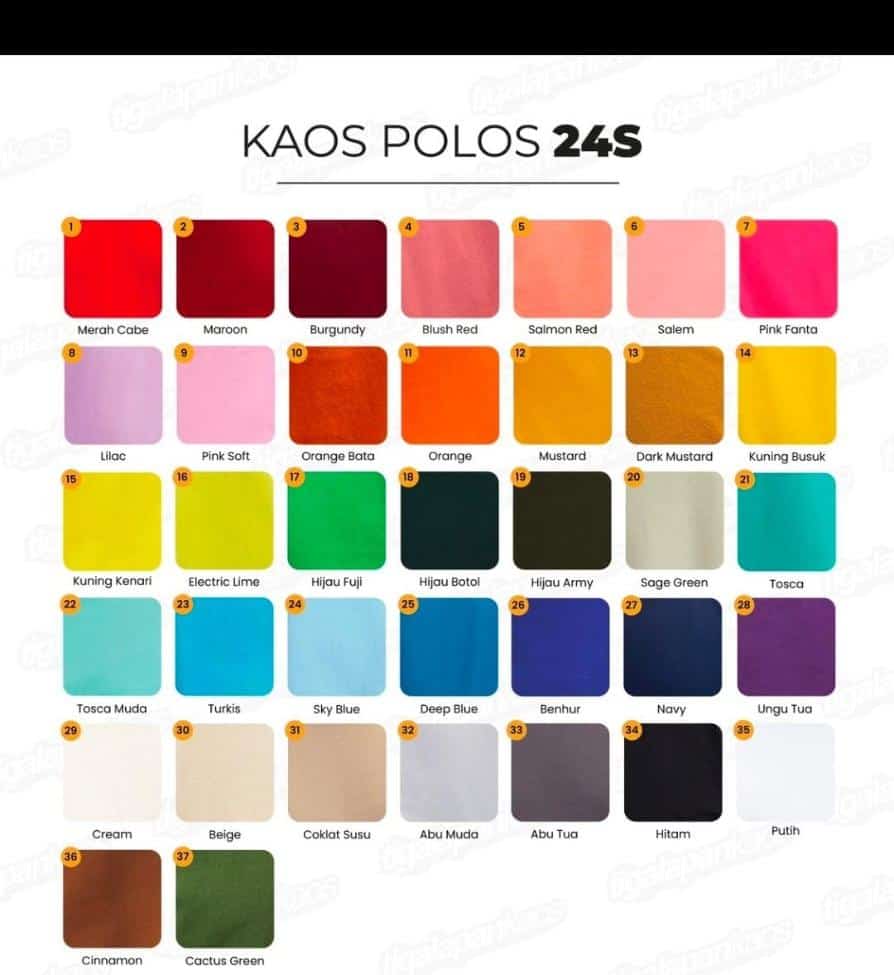 KAOS POLOS 24S
1 2 3 4 5 6 7
Merah Cabe Maroon Burgundy Blush Red Salmon Red Salem Pink Fanta
8 9 10 11 12 13 14
Lilac Pink Soft Orange Bata Orange Mustard Dark Mustard Kuning Busuk
15 16 17 18 19 20 21
Kuning Kenari Electric Lime Hijau Fuji Hijau Botol Hijau Army Sage Green Tosca
22 23 24 25 26 27 28
Tosca Muda Turkis Sky Blue Deep Blue Benhur Navy Ungu Tua
29 30 31 32 33 34 35
Cream Beige Coklat Susu Abu Muda Abu Tua Hitam Putih
36 37
Cinnamon Cactus Green